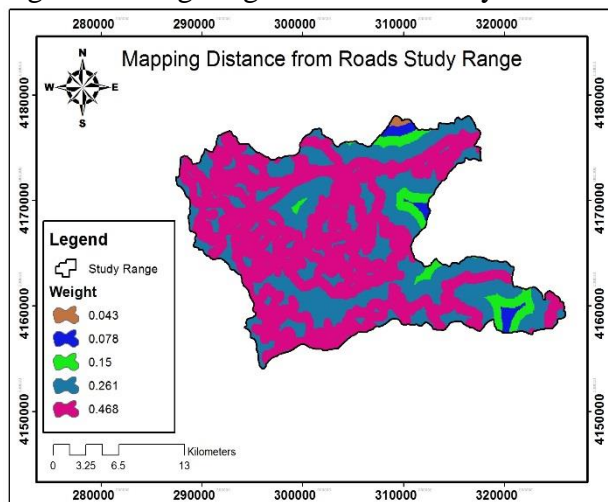 280000 290000 300000 310000 320000
Mapping Distance from Roads Study Range
N
W E
S
4180000 4180000
4170000 4170000
4160000 4160000
4150000 4150000
Legend
Study Range
Weight
0.043
0.078
0.15
0.261
0.468
Kilometers
0 3.25 6.5 13
280000 290000 300000 310000 320000